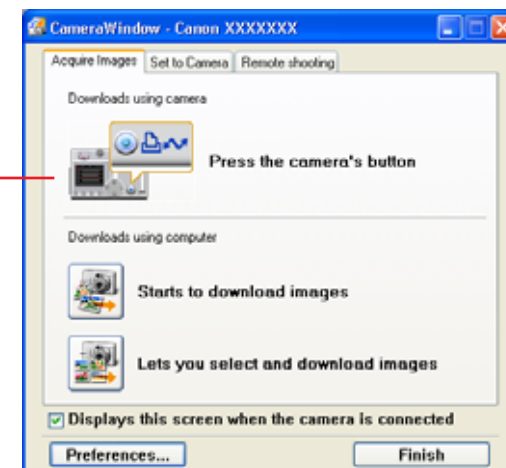 CameraWindow - Canon XXXXXXX
Acquire Images Set to Camera Remote shooting
Downloads using camera
Press the camera's button
Downloads using computer
Starts to download images
Lets you select and download images
Displays this screen when the camera is connected
Preferences... Finish